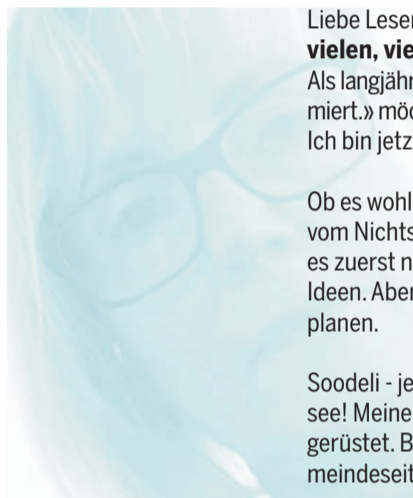 Liebe Leser
vielen, vie
Als langjähr
miert.» möc
Ich bin jetz
Ob es wohl
vom Nichts
es zuerst n
Ideen. Aber
planen.
Soodeli - je
see! Meine
gerüstet. B
meindeseit